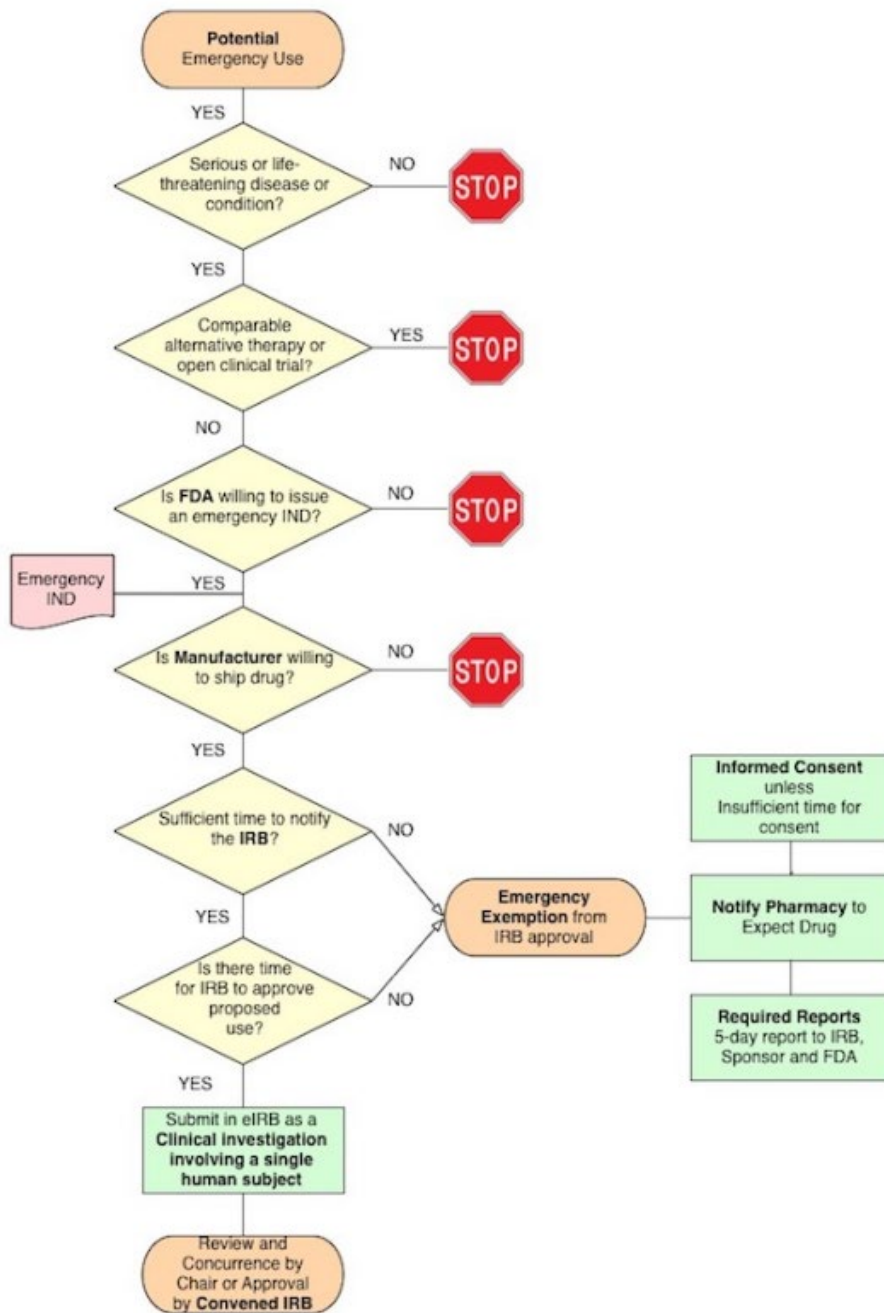 Potential
Emergency Use
YES
Serious or life-
threatening disease or
condition?
NO
STOP
YES
Comparable
alternative therapy or
open clinical trial?
YES
STOP
NO
Is FDA willing to issue
an emergency IND?
NO
STOP
Emergency
IND
YES
Is Manufacturer willing
to ship drug?
NO
STOP
YES
Sufficient time to notify
the IRB?
NO
YES
Is there time
for IRB to approve
proposed
use?
NO
Emergency
Exemption from
IRB approval
Informed Consent
unless
Insufficient time for
consent
Notify Pharmacy to
Expect Drug
Required Reports
5-day report to IRB,
Sponsor and FDA
YES
Submit in eIRB as a
Clinical investigation
involving a single
human subject
Review and
Concurrence by
Chair or Approval
by Convened IRB